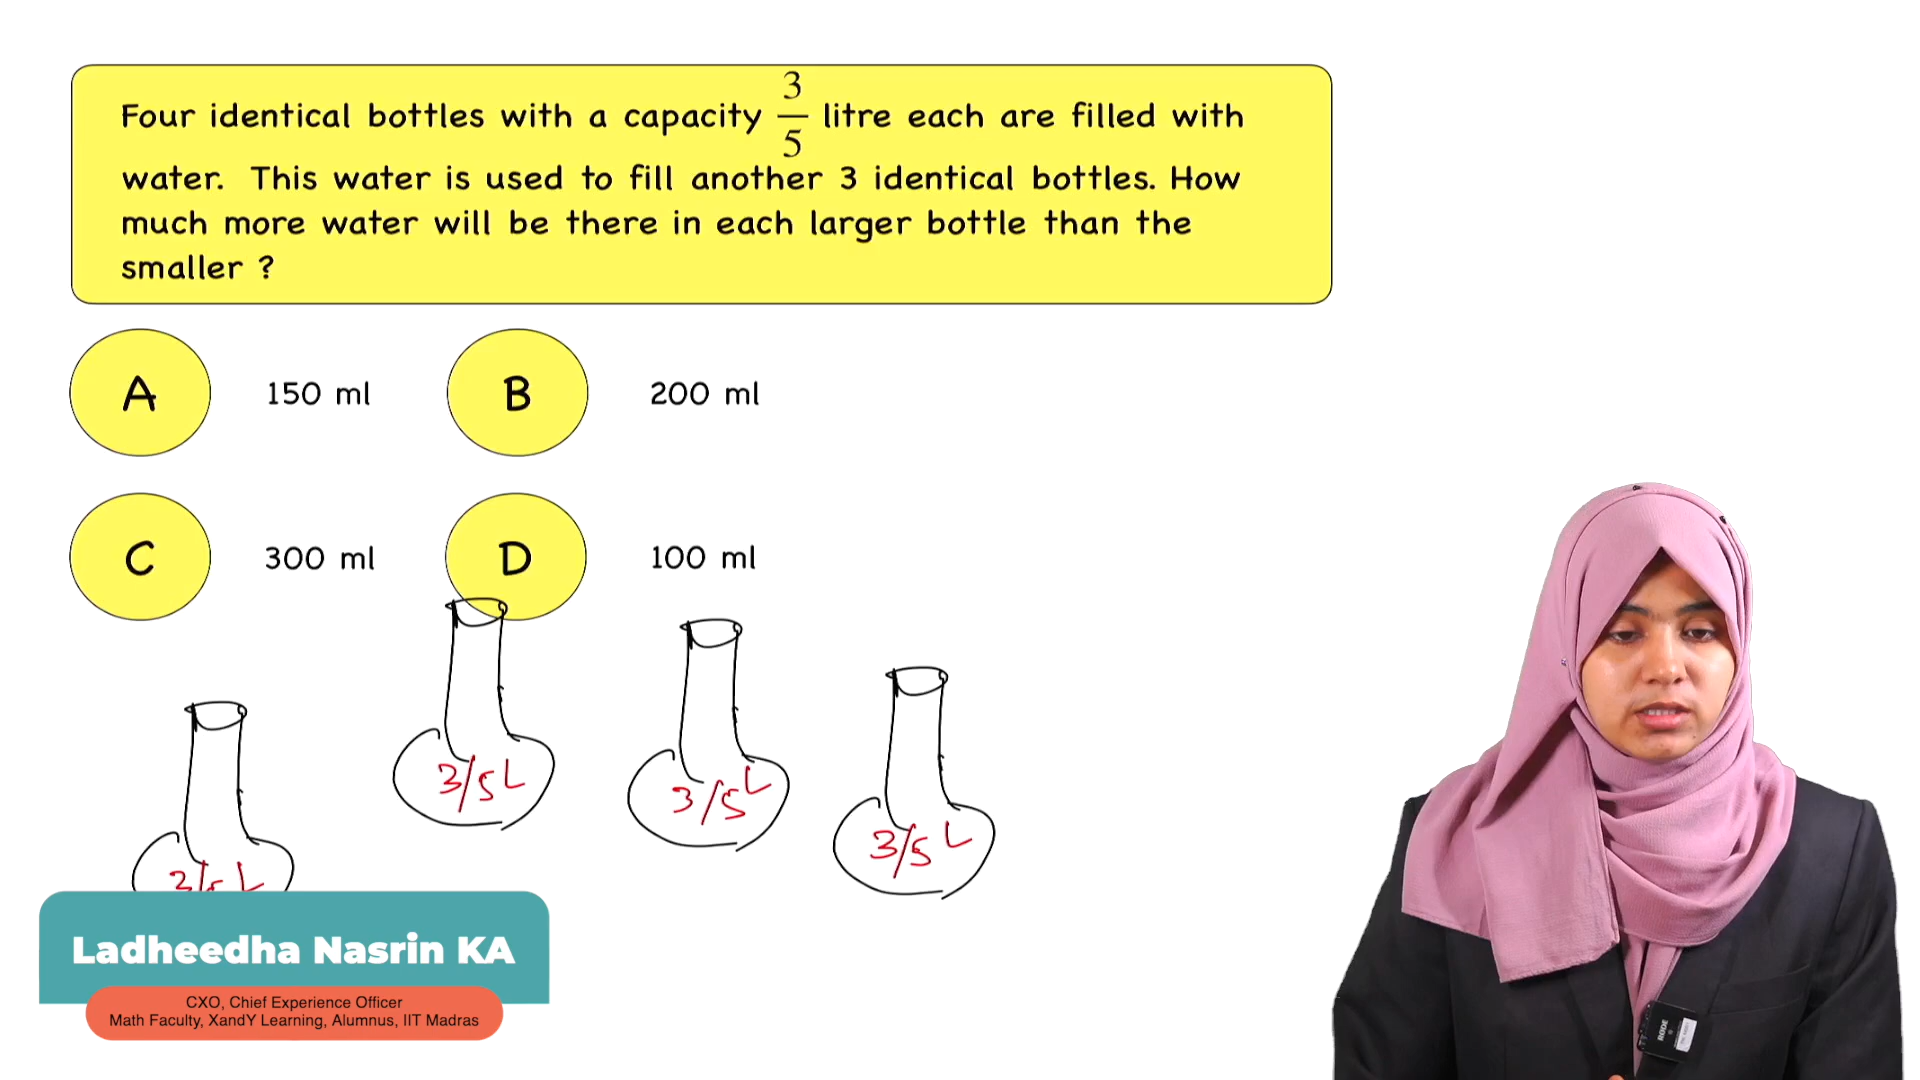 Four identical bottles with a capacity 3/5 litre each are filled with
water. This water is used to fill another 3 identical bottles. How
much more water will be there in each larger bottle than the
smaller ?
A 150 ml B 200 ml
C 300 ml D 100 ml
3/5 L
3/5 L
3/5 L
3/5 L
Ladheedha Nasrin KA
CXO, Chief Experience Officer
Math Faculty, XandY Learning, Alumnus, IIT Madras
RODE